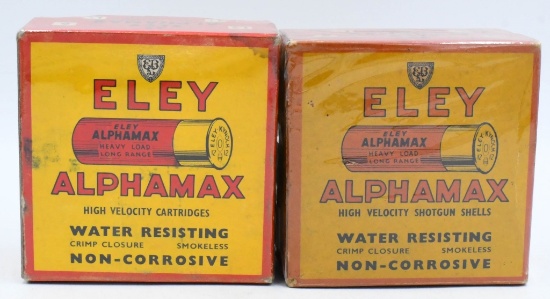 ELEY
ELEY
ALPHAMAX
HEAVY LOAD
LONG RANGE
ALPHAMAX
HIGH VELOCITY CARTRIDGES
WATER RESISTING
CRIMP CLOSURE SMOKELESS
NON-CORROSIVE
ELEY
ELEY
ALPHAMAX
HEAVY LOAD
LONG RANGE
ALPHAMAX
HIGH VELOCITY SHOTGUN SHELLS
WATER RESISTING
CRIMP CLOSURE SMOKELESS
NON-CORROSIVE